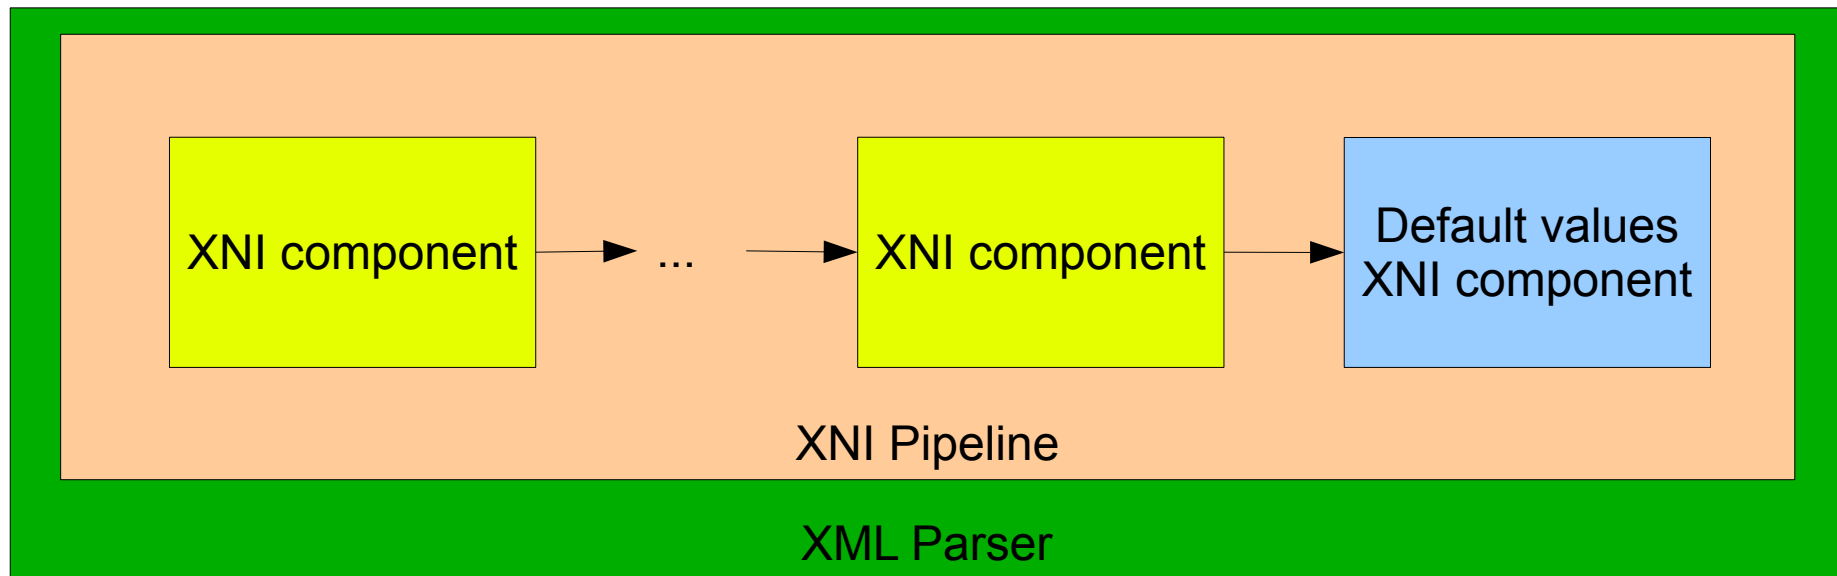 XNI component
...
XNI component
Default values
XNI component
XNI Pipeline
XML Parser